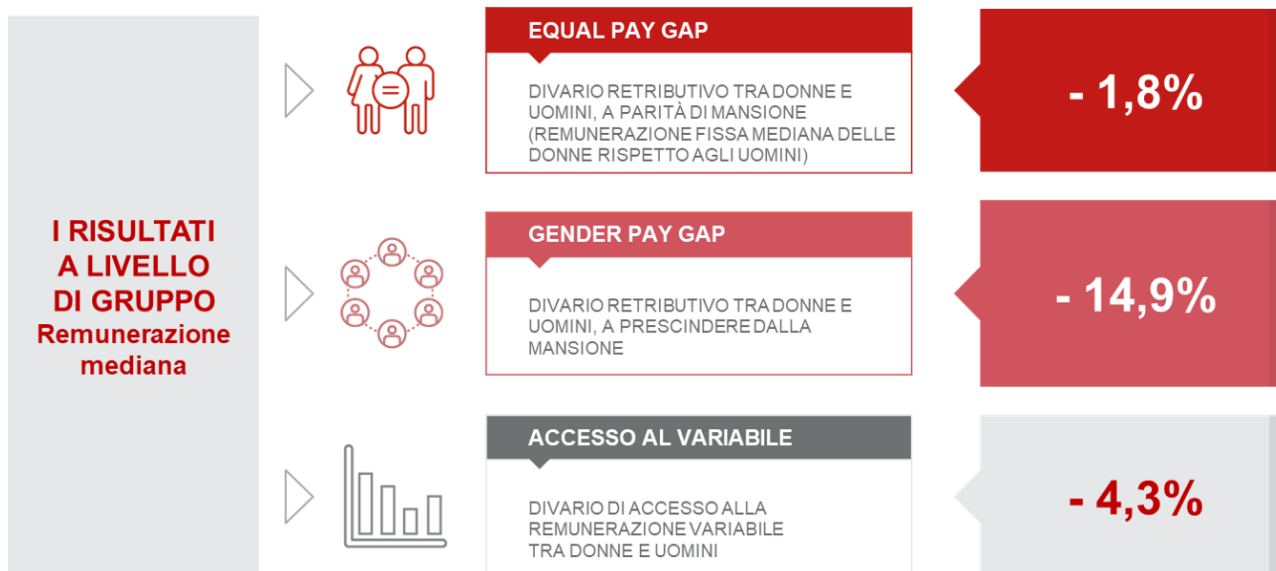 I RISULTATI
A LIVELLO
DI GRUPPO
Remunerazione
mediana
EQUAL PAY GAP
DIVARIO RETRIBUTIVO TRA DONNE E
UOMINI, A PARITÀ DI MANSIONE
(REMUNERAZIONE FISSA MEDIANA DELLE
DONNE RISPETTO AGLI UOMINI)
- 1,8%
GENDER PAY GAP
DIVARIO RETRIBUTIVO TRA DONNE E
UOMINI, A PRESCINDERE DALLA
MANSIONE
- 14,9%
ACCESSO AL VARIABILE
DIVARIO DI ACCESSO ALLA
REMUNERAZIONE VARIABILE
TRA DONNE E UOMINI
- 4,3%